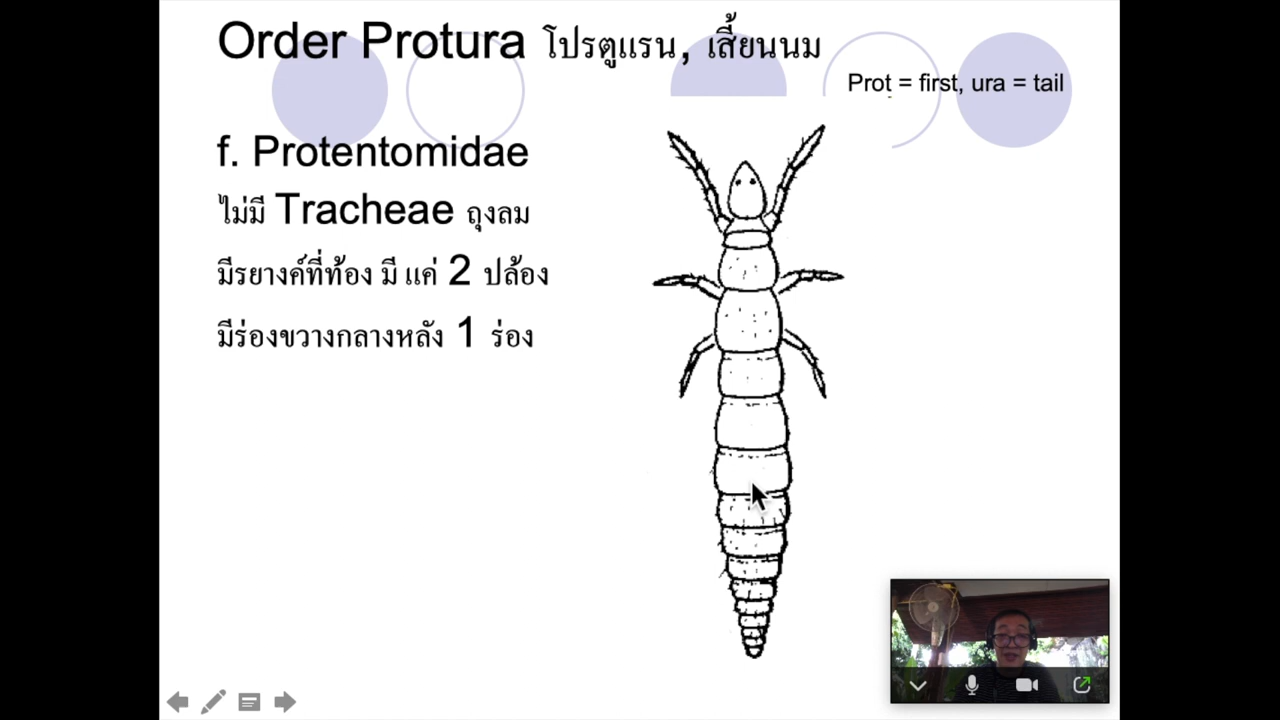 Order Protura โปรตูแรน, เสี้ยนนม
Prot = first, ura = tail
f. Protentomidae
ไม่มี Tracheae ถุงลม
มีรยางค์ที่ท้อง มี แค่ 2 ปล้อง
มีร่องขวางกลางหลัง 1 ร่อง